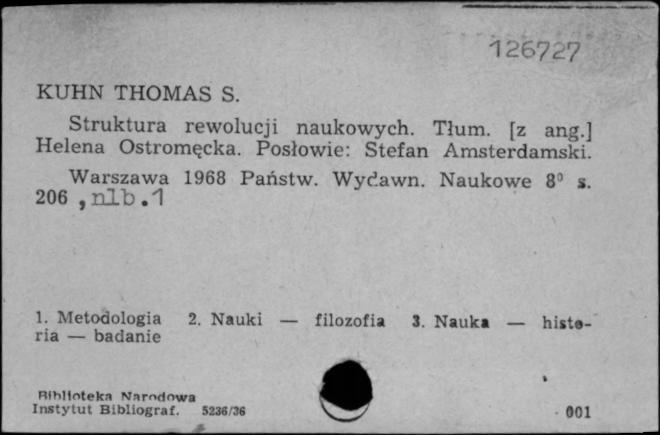 126727
KUHN THOMAS S.
Struktura rewolucji naukowych. Tłum. [z ang.]
Helena Ostromęcka. Posłowie: Stefan Amsterdamski.
Warszawa 1968 Państw. Wydawn. Naukowe 8⁰ s.
206 , nlb.1
1. Metodologia 2. Nauki — filozofia 3. Nauka — histo-
ria — badanie
Biblioteka Narodowa
Instytut Bibliograf. 5236/36 001